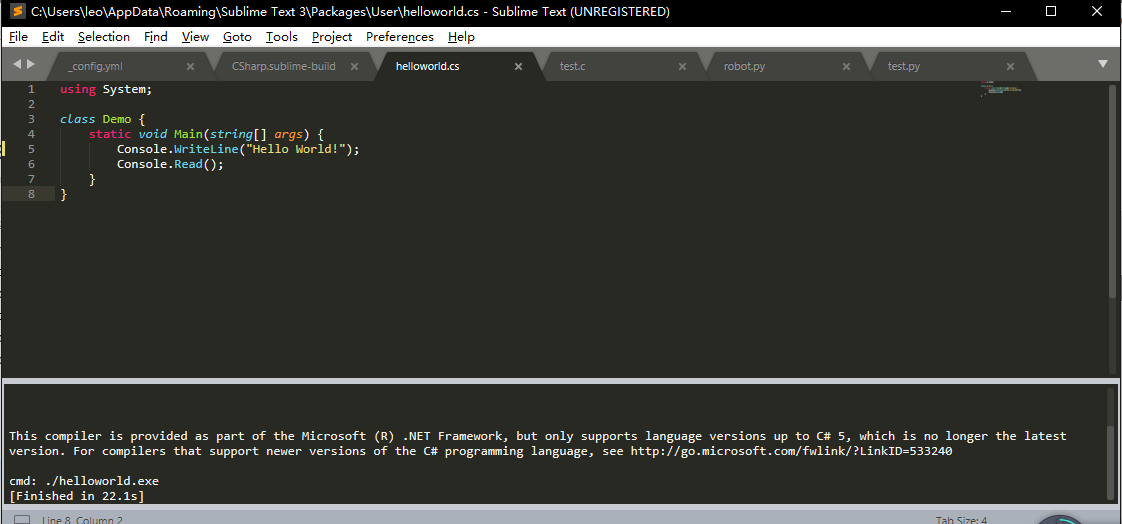 C:\Users\leo\AppData\Roaming\Sublime Text 3\Packages\User\helloworld.cs - Sublime Text (UNREGISTERED)
File Edit Selection Find View Goto Tools Project Preferences Help
_config.yml CSharp.sublime-build helloworld.cs test.c robot.py test.py
1 using System;
2
3 class Demo {
4 static void Main(string[] args) {
5 Console.WriteLine("Hello World!");
6 Console.Read();
7 }
8 }
This compiler is provided as part of the Microsoft (R) .NET Framework, but only supports language versions up to C# 5, which is no longer the latest
version. For compilers that support newer versions of the C# programming language, see http://go.microsoft.com/fwlink/?LinkID=533240
cmd: ./helloworld.exe
[Finished in 22.1s]
Line 8, Column 2 Tab Size: 4